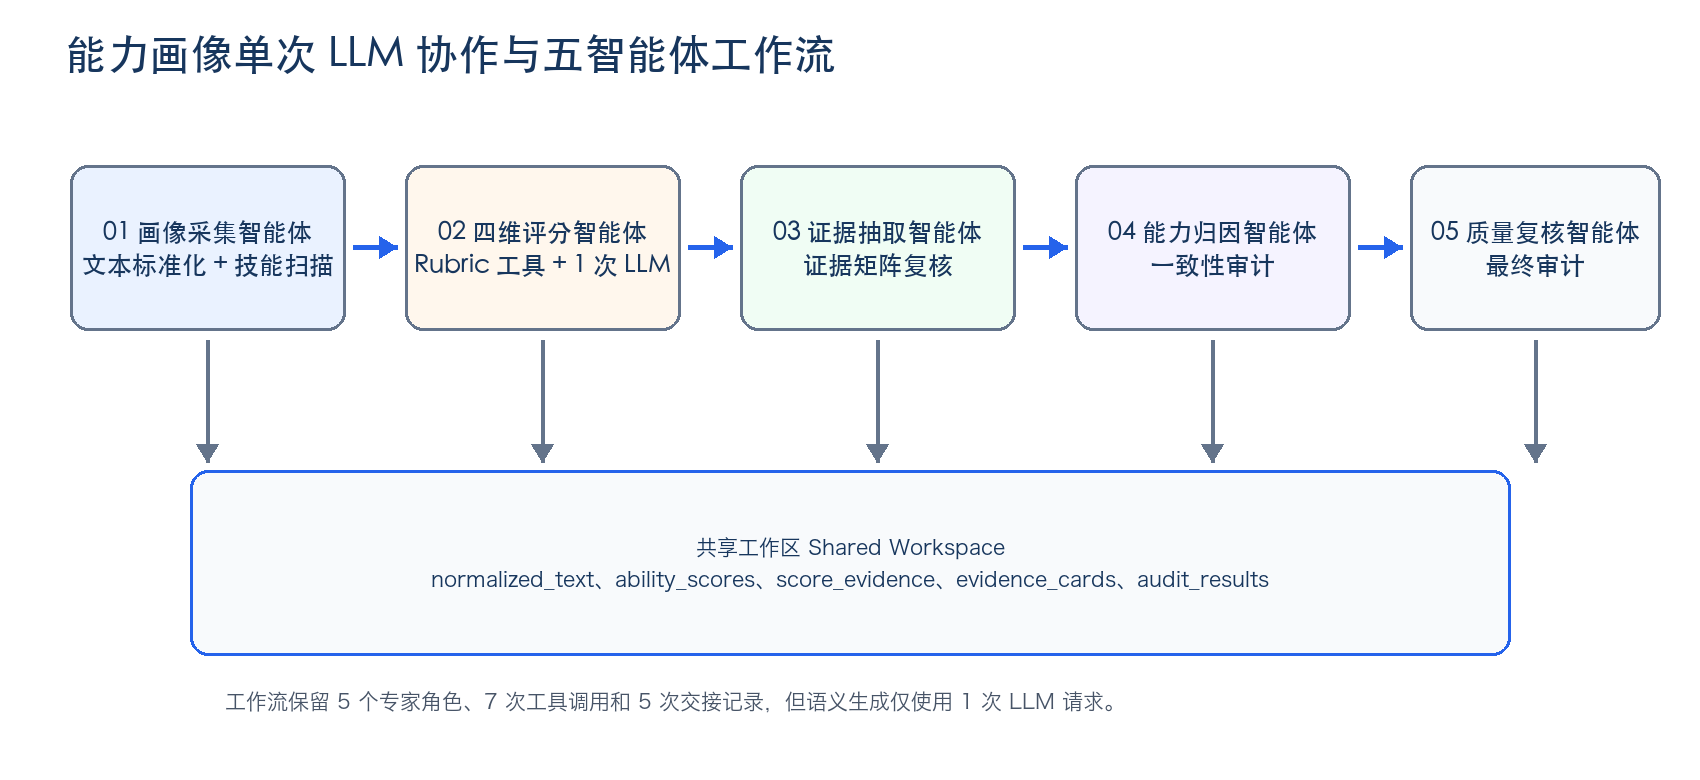 能力画像单次 LLM 协作与五智能体工作流
01 画像采集智能体
文本标准化 + 技能扫描
02 四维评分智能体
Rubric 工具 + 1 次 LLM
03 证据抽取智能体
证据矩阵复核
04 能力归因智能体
一致性审计
05 质量复核智能体
最终审计
共享工作区 Shared Workspace
normalized_text、ability_scores、score_evidence、evidence_cards、audit_results
工作流保留 5 个专家角色、7 次工具调用和 5 次交接记录，但语义生成仅使用 1 次 LLM 请求。